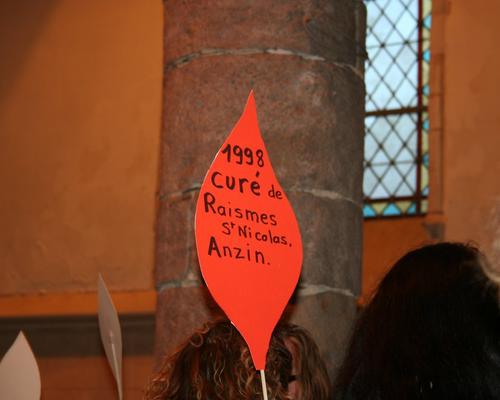 1998
curé de
Raismes
St Nicolas.
Anzin.